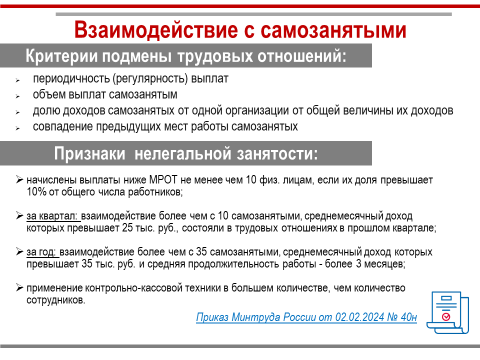 Взаимодействие с самозанятыми
Критерии подмены трудовых отношений:
периодичность (регулярность) выплат
объем выплат самозанятым
долю доходов самозанятых от одной организации от общей величины их доходов
совпадение предыдущих мест работы самозанятых
Признаки нелегальной занятости:
начислены выплаты ниже МРОТ не менее чем 10 физ. лицам, если их доля превышает
10% от общего числа работников;
за квартал: взаимодействие более чем с 10 самозанятыми, среднемесячный доход
которых превышает 25 тыс. руб., состояли в трудовых отношениях в прошлом квартале;
за год: взаимодействие более чем с 35 самозанятыми, среднемесячный доход которых
превышает 35 тыс. руб. и средняя продолжительность работы - более 3 месяцев;
применение контрольно-кассовой техники в большем количестве, чем количество
сотрудников.
Приказ Минтруда России от 02.02.2024 № 40н